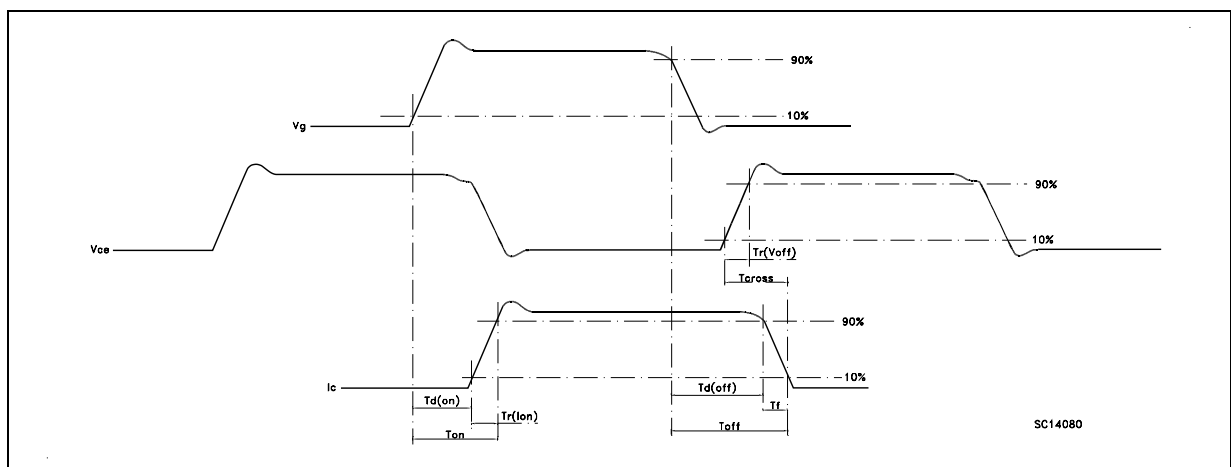 90%
10%
Vg
90%
Vce
10%
Tr(Voff)
Tcross
90%
10%
Ic
Td(on)
Td(off)
Tr(Ion)
Tf
Ton
Toff
SC14080